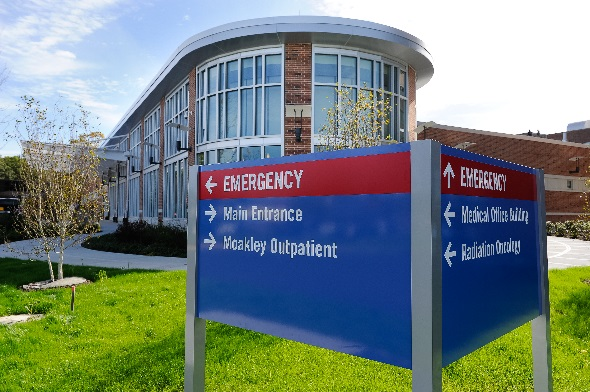 ← EMERGENCY
→ Main Entrance
→ Moakley Outpatient
↑ EMERGENCY
← Medical Office Building
← Radiation Oncology